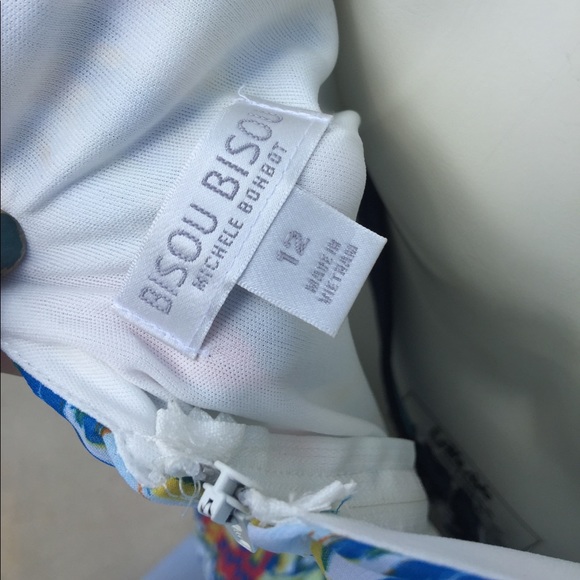 BISOU BISOU
MICHELE BOHBOT
12
MADE IN
VIETNAM